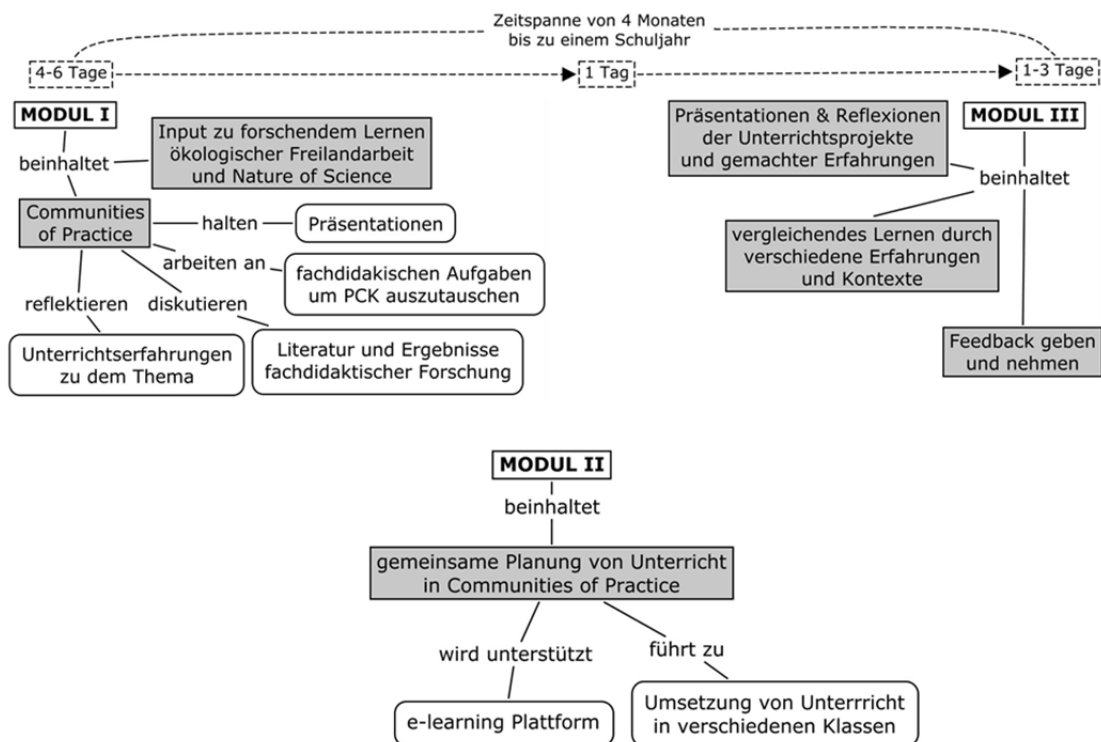 Zeitspanne von 4 Monaten
bis zu einem Schuljahr
4-6 Tage
1 Tag
1-3 Tage
MODUL I
beinhaltet
Input zu forschendem Lernen
ökologischer Freilandarbeit
und Nature of Science
Communities
of Practice
halten
Präsentationen
arbeiten an
fachdidakischen Aufgaben
um PCK auszutauschen
reflektieren
diskutieren
Unterrichtserfahrungen
zu dem Thema
Literatur und Ergebnisse
fachdidaktischer Forschung
Präsentationen & Reflexionen
der Unterrichtsprojekte
und gemachter Erfahrungen
MODUL III
beinhaltet
vergleichendes Lernen durch
verschiedene Erfahrungen
und Kontexte
Feedback geben
und nehmen
MODUL II
beinhaltet
gemeinsame Planung von Unterricht
in Communities of Practice
wird unterstützt
führt zu
e-learning Plattform
Umsetzung von Unterrricht
in verschiedenen Klassen